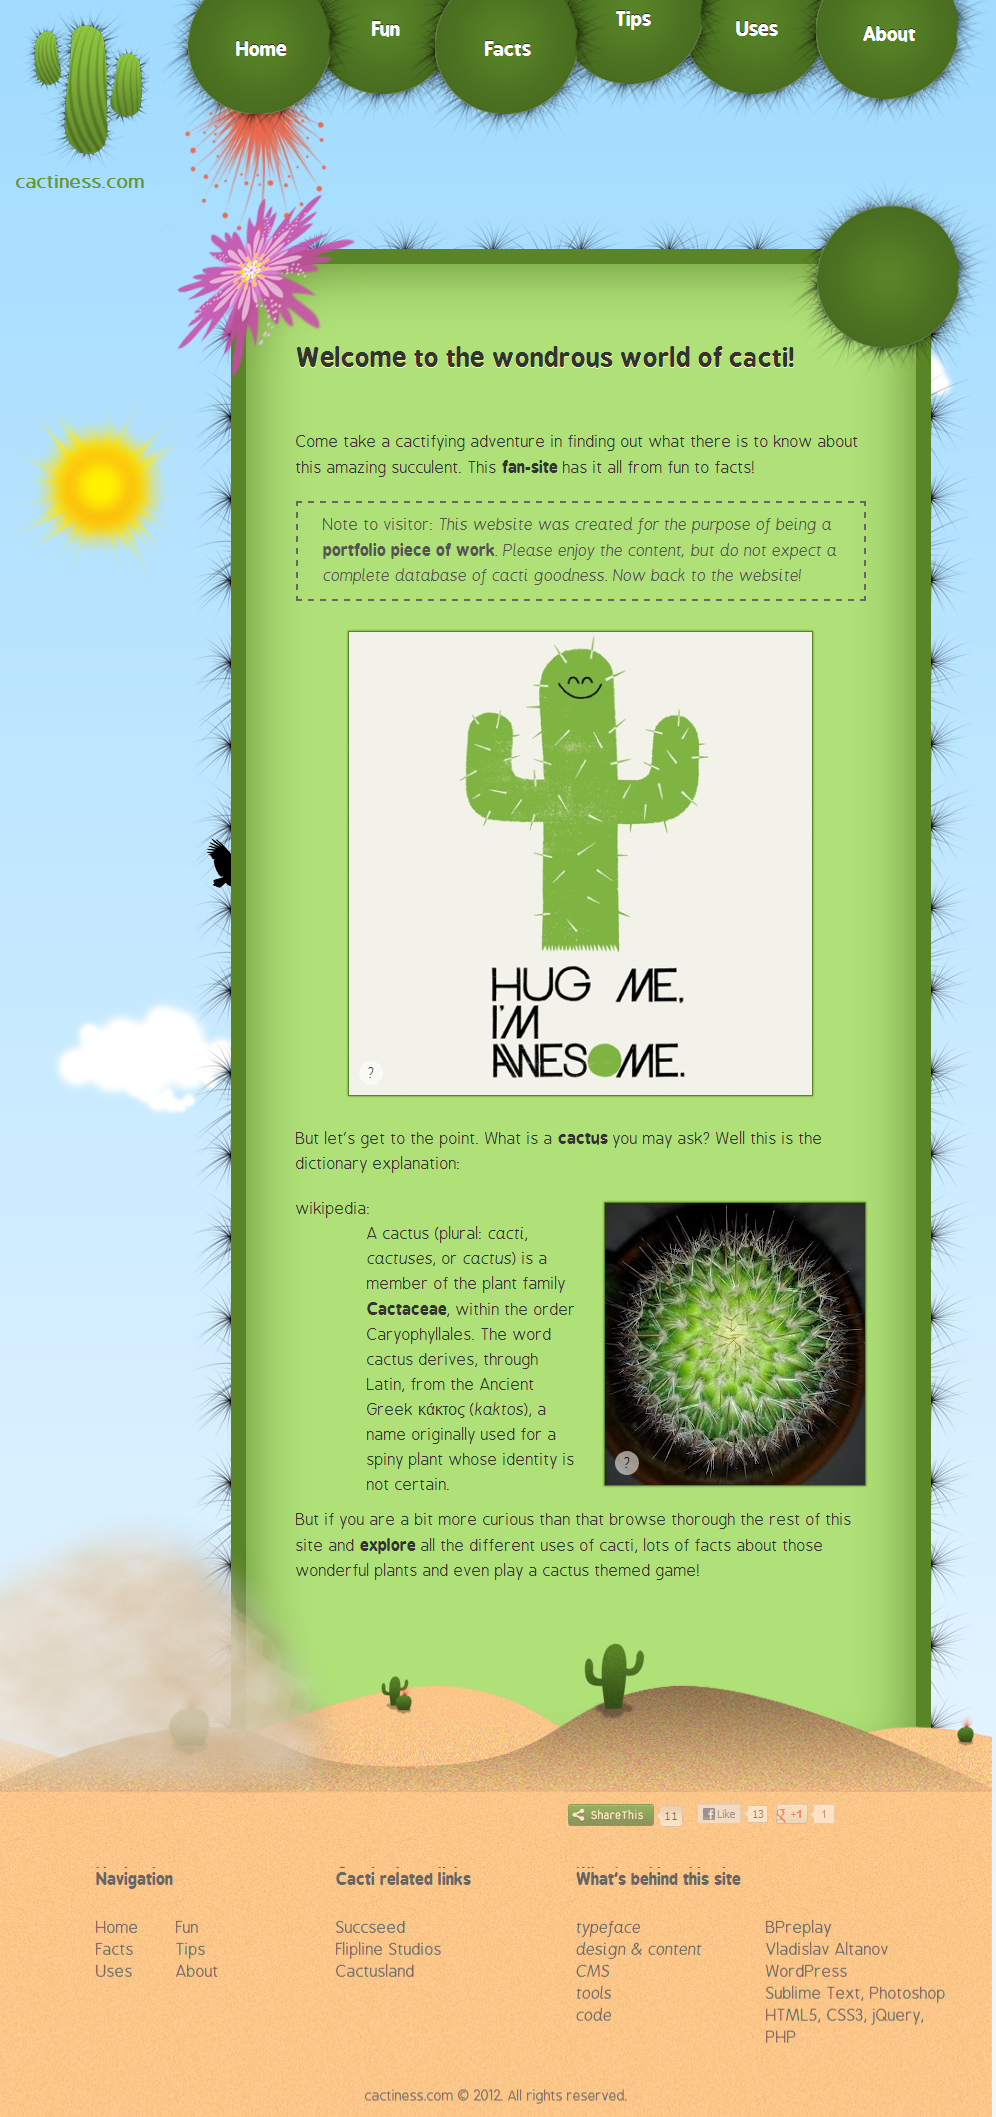 Home
Fun
Facts
Tips
Uses
About
cactiness.com
Welcome to the wondrous world of cacti!
Come take a cactifying adventure in finding out what there is to know about
this amazing succulent. This fan-site has it all from fun to facts!
Note to visitor: This website was created for the purpose of being a
portfolio piece of work. Please enjoy the content, but do not expect a
complete database of cacti goodness. Now back to the website!
HUG ME,
I'M
AWESOME.
?
But let's get to the point. What is a cactus you may ask? Well this is the
dictionary explanation:
wikipedia:
A cactus (plural: cacti,
cactuses, or cactus) is a
member of the plant family
Cactaceae, within the order
Caryophyllales. The word
cactus derives, through
Latin, from the Ancient
Greek κάκτος (kaktos), a
name originally used for a
spiny plant whose identity is
not certain.
?
But if you are a bit more curious than that browse thorough the rest of this
site and explore all the different uses of cacti, lots of facts about those
wonderful plants and even play a cactus themed game!
ShareThis 11 Like 13 g +1 1
Navigation
Home Fun
Facts Tips
Uses About
Cacti related links
Succseed
Flipline Studios
Cactusland
What's behind this site
typeface BPreplay
design & content Vladislav Altanov
CMS WordPress
tools Sublime Text, Photoshop
code HTML5, CSS3, jQuery,
PHP
cactiness.com © 2012. All rights reserved.